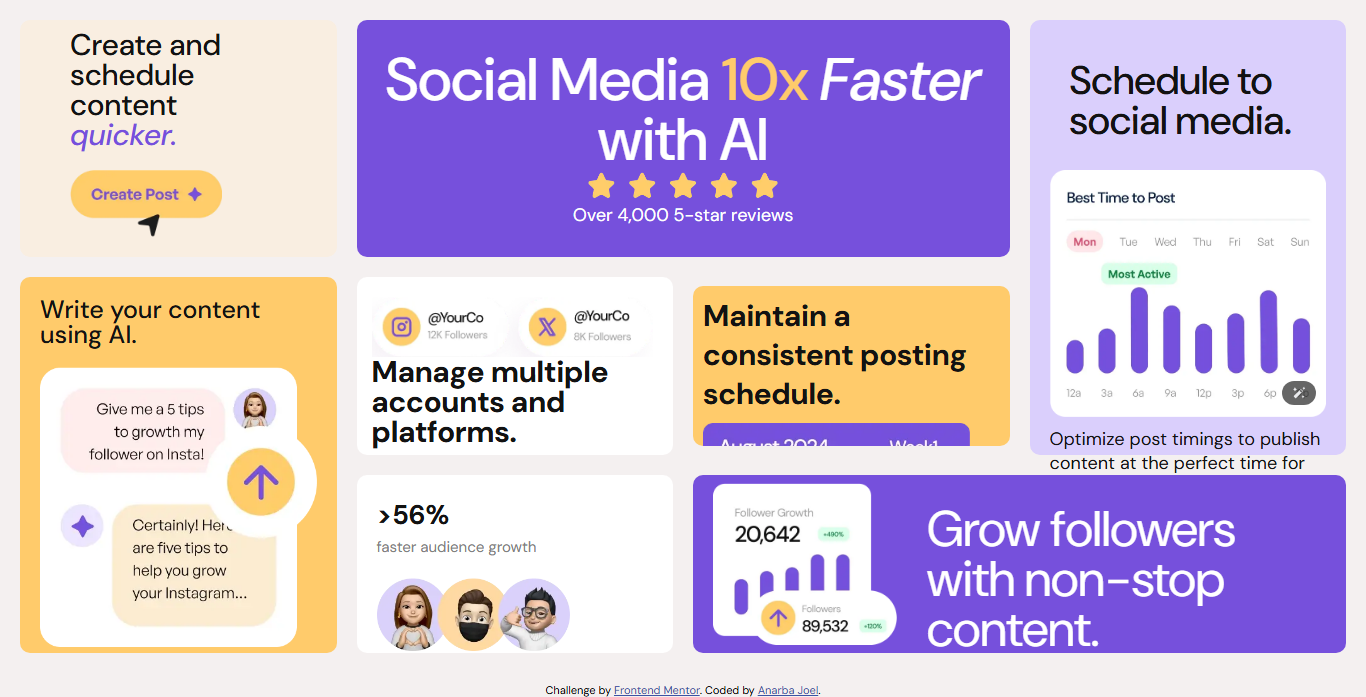 Create and
schedule
content
quicker.
Create Post
Social Media 10x Faster
with AI
Over 4,000 5-star reviews
Schedule to
social media.
Best Time to Post
Mon Tue Wed Thu Fri Sat Sun
Most Active
12a 3a 6a 9a 12p 3p 6p
Optimize post timings to publish
content at the perfect time for
Write your content
using AI.
Give me a 5 tips
to growth my
follower on Insta!
Certainly! Here
are five tips to
help you grow
your Instagram...
@YourCo
12K Followers
@YourCo
8K Followers
Manage multiple
accounts and
platforms.
Maintain a
consistent posting
schedule.
August 2024 Week1
>56%
faster audience growth
Follower Growth
20,642 +490%
Followers
89,532 +120%
Grow followers
with non-stop
content.
Challenge by Frontend Mentor. Coded by Anarba Joel.